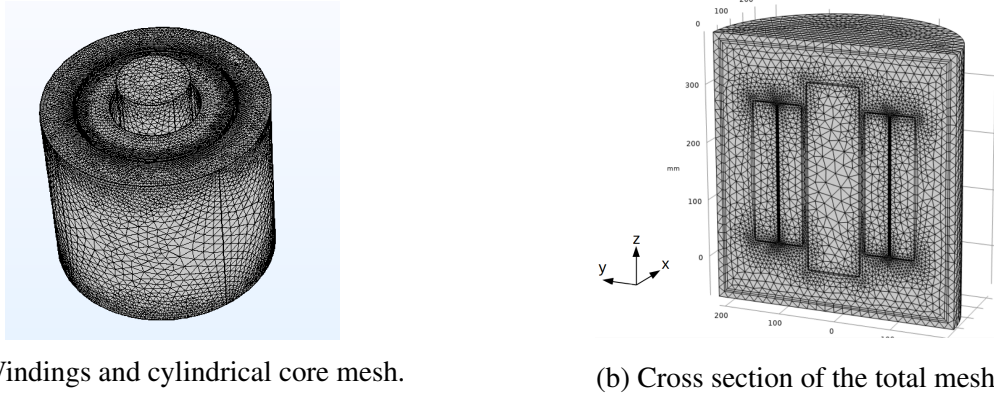 100
0
300
200
mm
100
0
z
y
x
200
100
0
Windings and cylindrical core mesh.
(b) Cross section of the total mesh